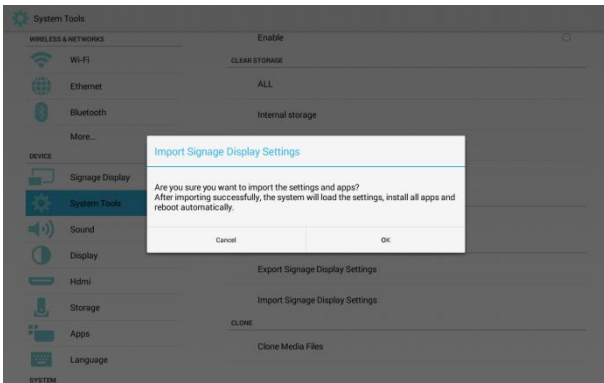 System Tools
WIRELESS & NETWORKS
Wi-Fi
Ethernet
Bluetooth
More...
DEVICE
Signage Display
System Tools
Sound
Display
Hdmi
Storage
Apps
Language
SYSTEM
Enable
CLEAR STORAGE
ALL
Internal storage
Import Signage Display Settings
Are you sure you want to import the settings and apps?
After importing successfully, the system will load the settings, install all apps and
reboot automatically.
Cancel
OK
Export Signage Display Settings
Import Signage Display Settings
CLONE
Clone Media Files